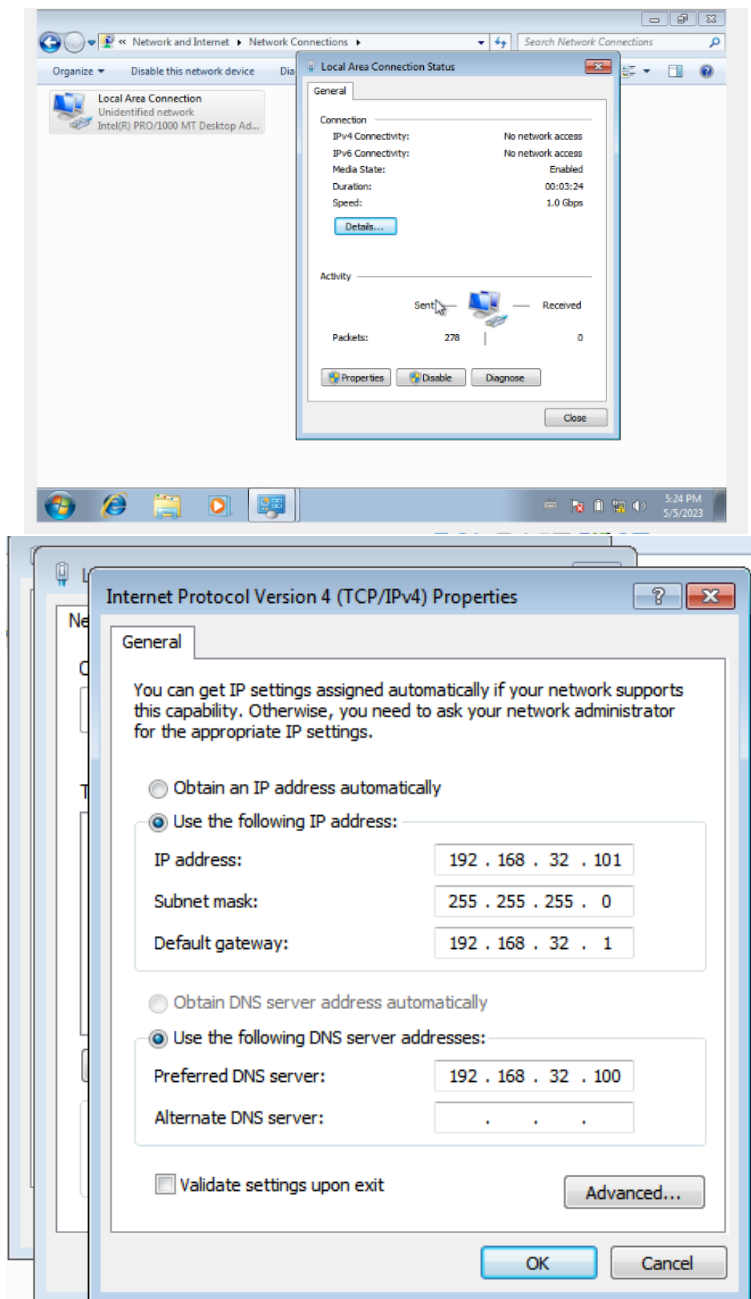 « Network and Internet ▸ Network Connections ▸
Search Network Connections
Organize
Disable this network device
Dia
Local Area Connection
Unidentified network
Intel(R) PRO/1000 MT Desktop Ad...
Local Area Connection Status
General
Connection
IPv4 Connectivity: No network access
IPv6 Connectivity: No network access
Media State: Enabled
Duration: 00:03:24
Speed: 1.0 Gbps
Details...
Activity
Sent — Received
Packets: 278 | 0
Properties Disable Diagnose
Close
5:24 PM
5/5/2023
Internet Protocol Version 4 (TCP/IPv4) Properties
Ne
General
You can get IP settings assigned automatically if your network supports
this capability. Otherwise, you need to ask your network administrator
for the appropriate IP settings.
Obtain an IP address automatically
Use the following IP address:
IP address: 192 . 168 . 32 . 101
Subnet mask: 255 . 255 . 255 . 0
Default gateway: 192 . 168 . 32 . 1
Obtain DNS server address automatically
Use the following DNS server addresses:
Preferred DNS server: 192 . 168 . 32 . 100
Alternate DNS server: . . .
Validate settings upon exit
Advanced...
OK Cancel